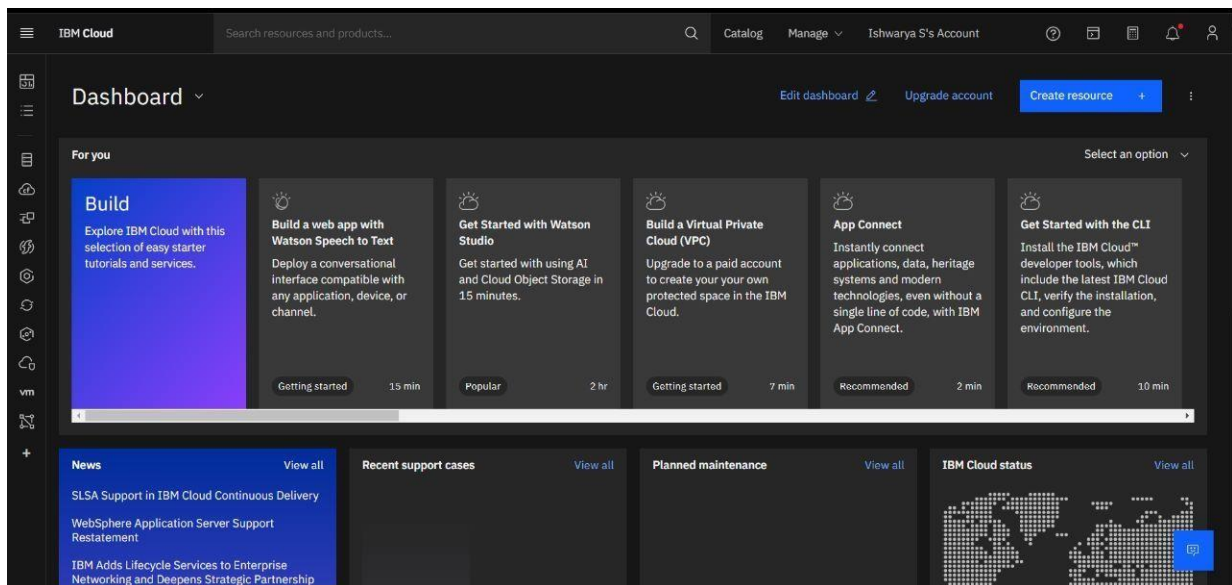 IBM Cloud
Search resources and products...
Catalog
Manage
Ishwarya S's Account
Dashboard
Edit dashboard
Upgrade account
Create resource +
For you
Select an option
Build
Explore IBM Cloud with this
selection of easy starter
tutorials and services.
Build a web app with
Watson Speech to Text
Deploy a conversational
interface compatible with
any application, device, or
channel.
Getting started
15 min
Get Started with Watson
Studio
Get started with using AI
and Cloud Object Storage in
15 minutes.
Popular
2 hr
Build a Virtual Private
Cloud (VPC)
Upgrade to a paid account
to create your your own
protected space in the IBM
Cloud.
Getting started
7 min
App Connect
Instantly connect
applications, data, heritage
systems and modern
technologies, even without a
single line of code, with IBM
App Connect.
Recommended
2 min
Get Started with the CLI
Install the IBM Cloud™
developer tools, which
include the latest IBM Cloud
CLI, verify the installation,
and configure the
environment.
Recommended
10 min
vm
+
News
View all
SLSA Support in IBM Cloud Continuous Delivery
WebSphere Application Server Support
Restatement
IBM Adds Lifecycle Services to Enterprise
Networking and Deepens Strategic Partnership
Recent support cases
View all
Planned maintenance
View all
IBM Cloud status
View all